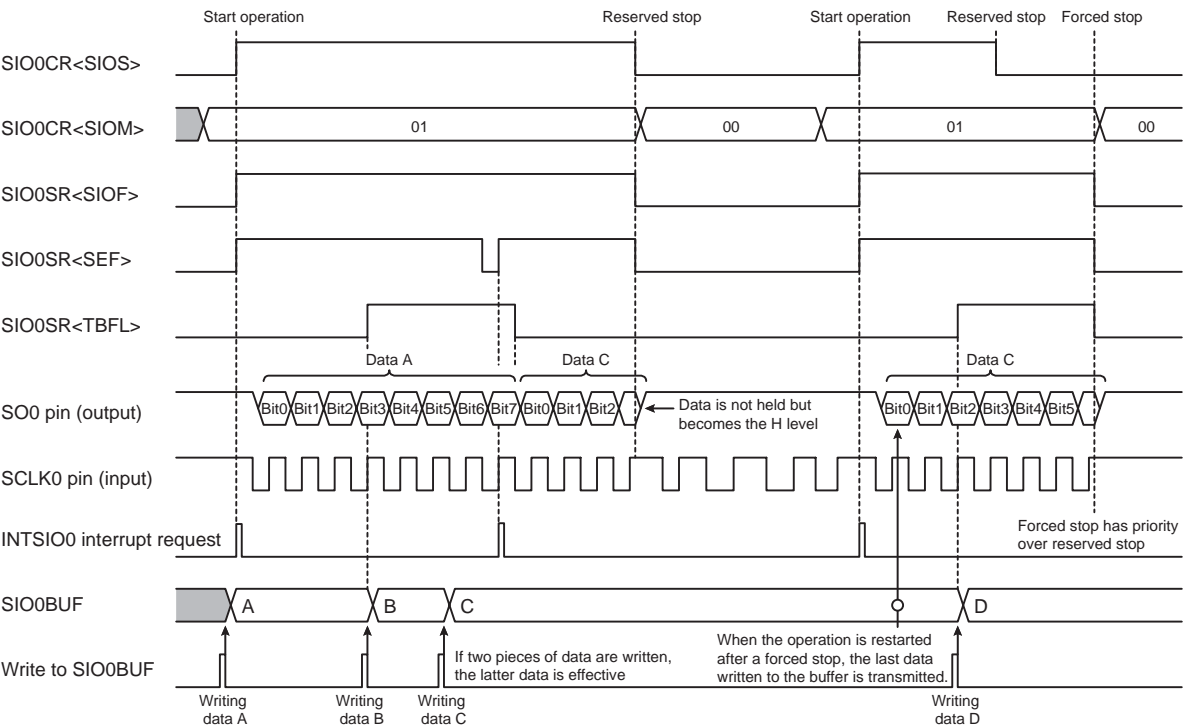 Start operation Reserved stop Start operation Reserved stop Forced stop
SIO0CR<SIOS>
SIO0CR<SIOM> 01 00 01 00
SIO0SR<SIOF>
SIO0SR<SEF>
SIO0SR<TBFL>
Data A Data C Data C
SO0 pin (output) Bit0 Bit1 Bit2 Bit3 Bit4 Bit5 Bit6 Bit7 Bit0 Bit1 Bit2 Bit0 Bit1 Bit2 Bit3 Bit4 Bit5
Data is not held but
becomes the H level
SCLK0 pin (input)
INTSIO0 interrupt request
Forced stop has priority
over reserved stop
SIO0BUF A B C D
Write to SIO0BUF
If two pieces of data are written,
the latter data is effective
When the operation is restarted
after a forced stop, the last data
written to the buffer is transmitted.
Writing
data A
Writing
data B
Writing
data C
Writing
data D